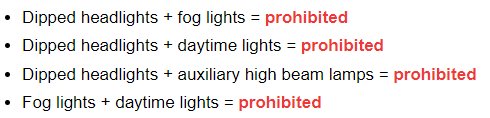 • Dipped headlights + fog lights = prohibited
• Dipped headlights + daytime lights = prohibited
• Dipped headlights + auxiliary high beam lamps = prohibited
• Fog lights + daytime lights = prohibited